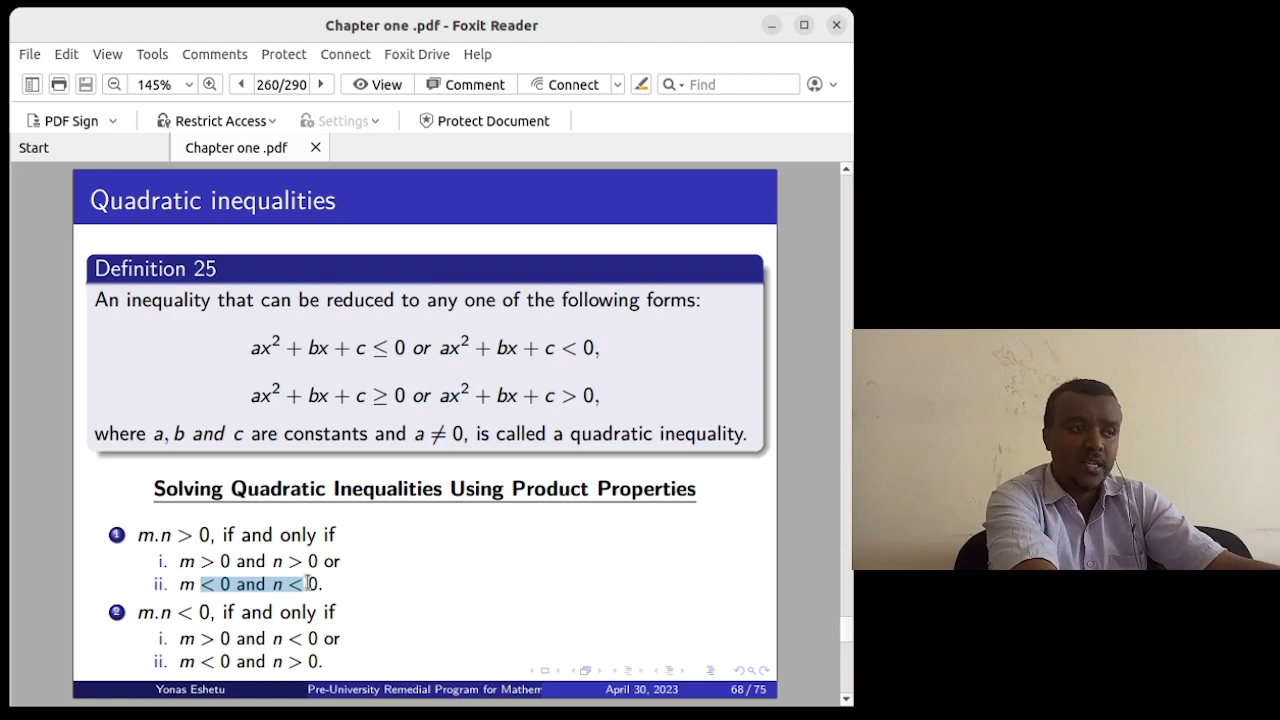 Chapter one .pdf - Foxit Reader
File Edit View Tools Comments Protect Connect Foxit Drive Help
145% 260/290 View Comment Connect Find
PDF Sign Restrict Access Settings Protect Document
Start Chapter one .pdf
Quadratic inequalities
Definition 25
An inequality that can be reduced to any one of the following forms:
ax² + bx + c ≤ 0 or ax² + bx + c < 0,
ax² + bx + c ≥ 0 or ax² + bx + c > 0,
where a, b and c are constants and a ≠ 0, is called a quadratic inequality.
Solving Quadratic Inequalities Using Product Properties
1 m.n > 0, if and only if
i. m > 0 and n > 0 or
ii. m < 0 and n < 0.
2 m.n < 0, if and only if
i. m > 0 and n < 0 or
ii. m < 0 and n > 0.
Yonas Eshetu Pre-University Remedial Program for Mathem April 30, 2023 68 / 75